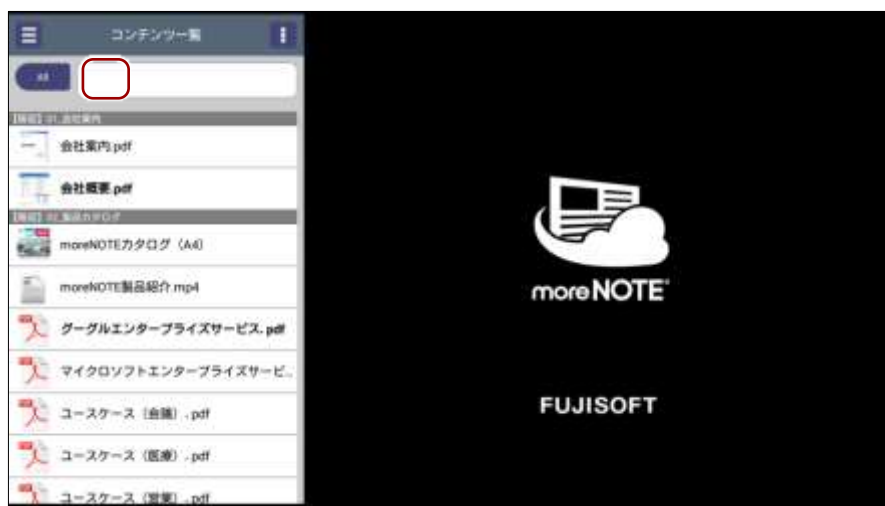 コンテンツ一覧
All
会社案内.pdf
会社概要.pdf
moreNOTEカタログ（A4）
moreNOTE製品紹介.mp4
グーグルエンタープライズサービス.pdf
マイクロソフトエンタープライズサービ..
ユースケース（会議）.pdf
ユースケース（医療）.pdf
ユースケース（営業）.pdf
moreNOTE
FUJISOFT